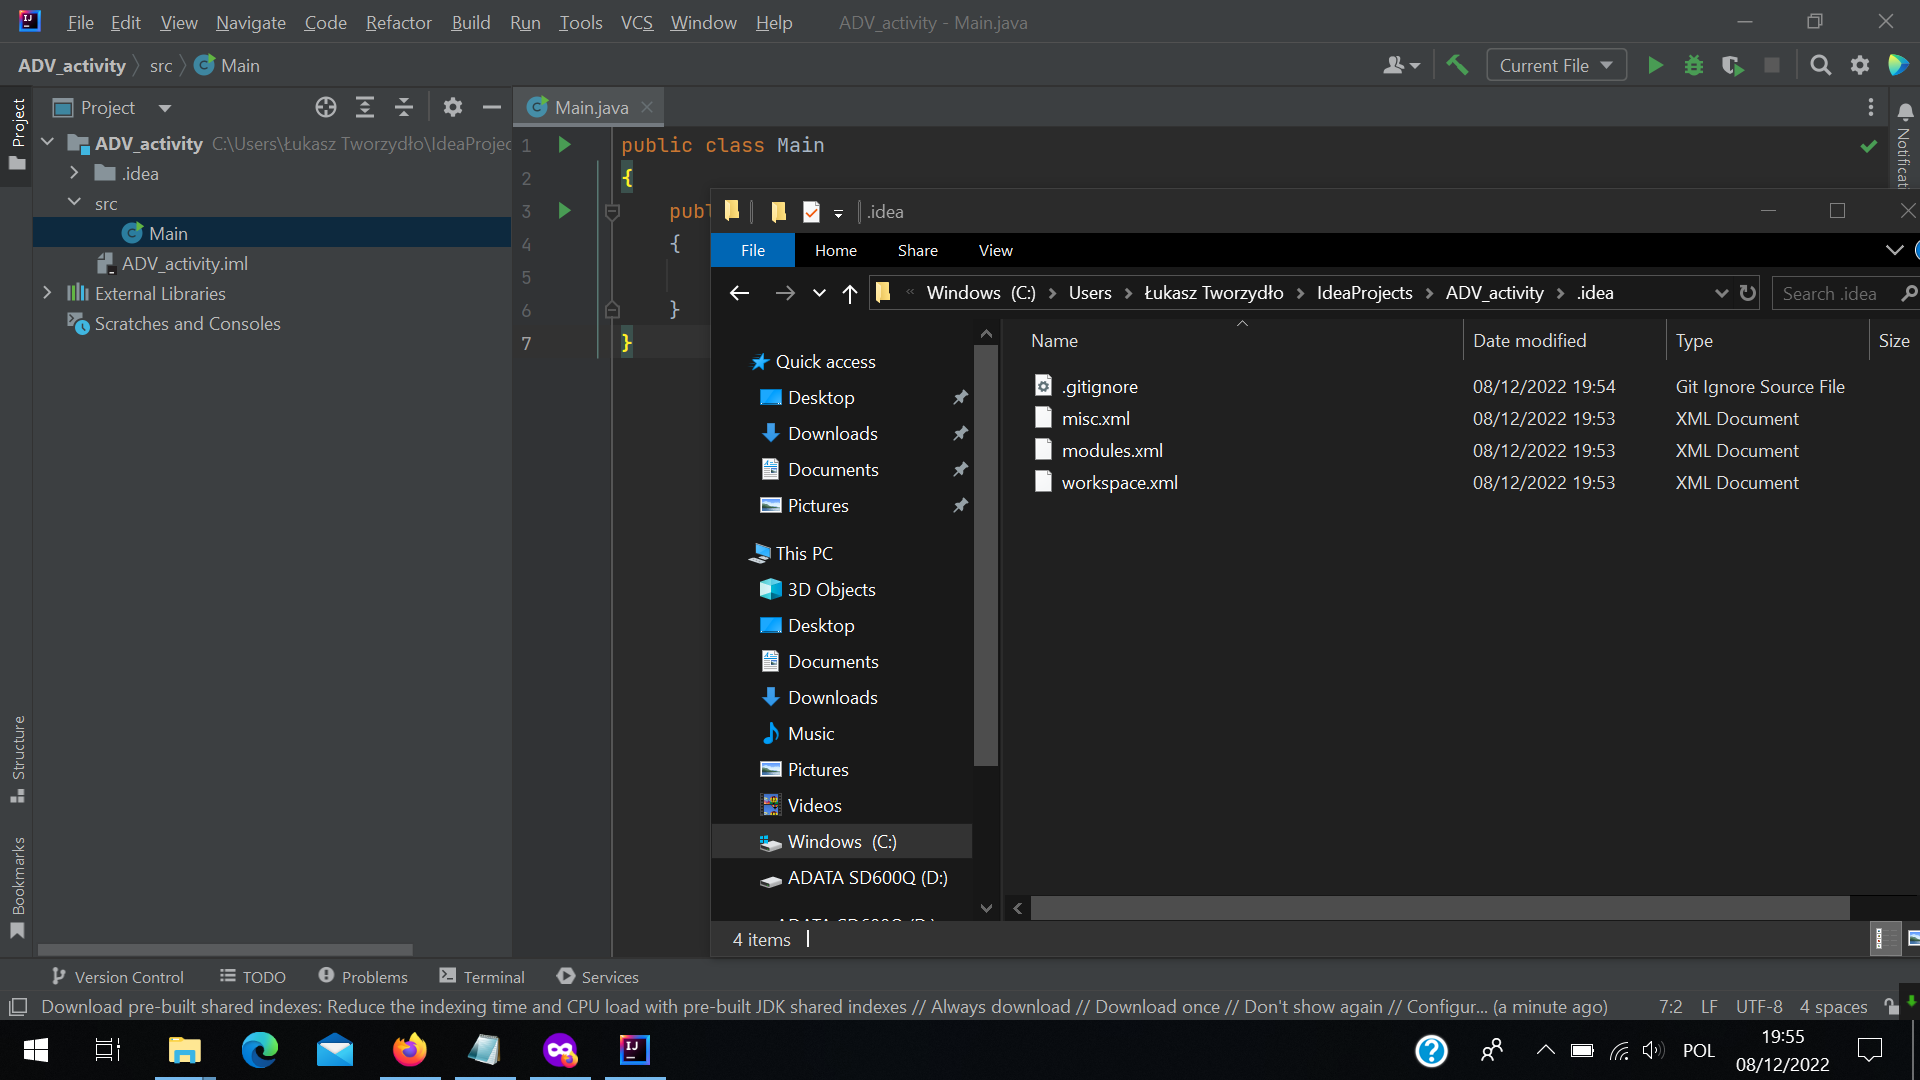 File Edit View Navigate Code Refactor Build Run Tools VCS Window Help ADV_activity - Main.java
ADV_activity src Main Current File
Project
Project
Main.java
ADV_activity C:\Users\Łukasz Tworzydło\IdeaProjec
.idea
src
Main
ADV_activity.iml
External Libraries
Scratches and Consoles
Structure
Bookmarks
1 public class Main
2 {
3 publ
4 {
5
6 }
7 }
Notificati
.idea
File Home Share View
Windows (C:) Users Łukasz Tworzydło IdeaProjects ADV_activity .idea Search .idea
Name Date modified Type Size
.gitignore 08/12/2022 19:54 Git Ignore Source File
misc.xml 08/12/2022 19:53 XML Document
modules.xml 08/12/2022 19:53 XML Document
workspace.xml 08/12/2022 19:53 XML Document
Quick access
Desktop
Downloads
Documents
Pictures
This PC
3D Objects
Desktop
Documents
Downloads
Music
Pictures
Videos
Windows (C:)
ADATA SD600Q (D:)
4 items
Version Control TODO Problems Terminal Services
Download pre-built shared indexes: Reduce the indexing time and CPU load with pre-built JDK shared indexes // Always download // Download once // Don't show again // Configur... (a minute ago) 7:2 LF UTF-8 4 spaces
POL
19:55
08/12/2022